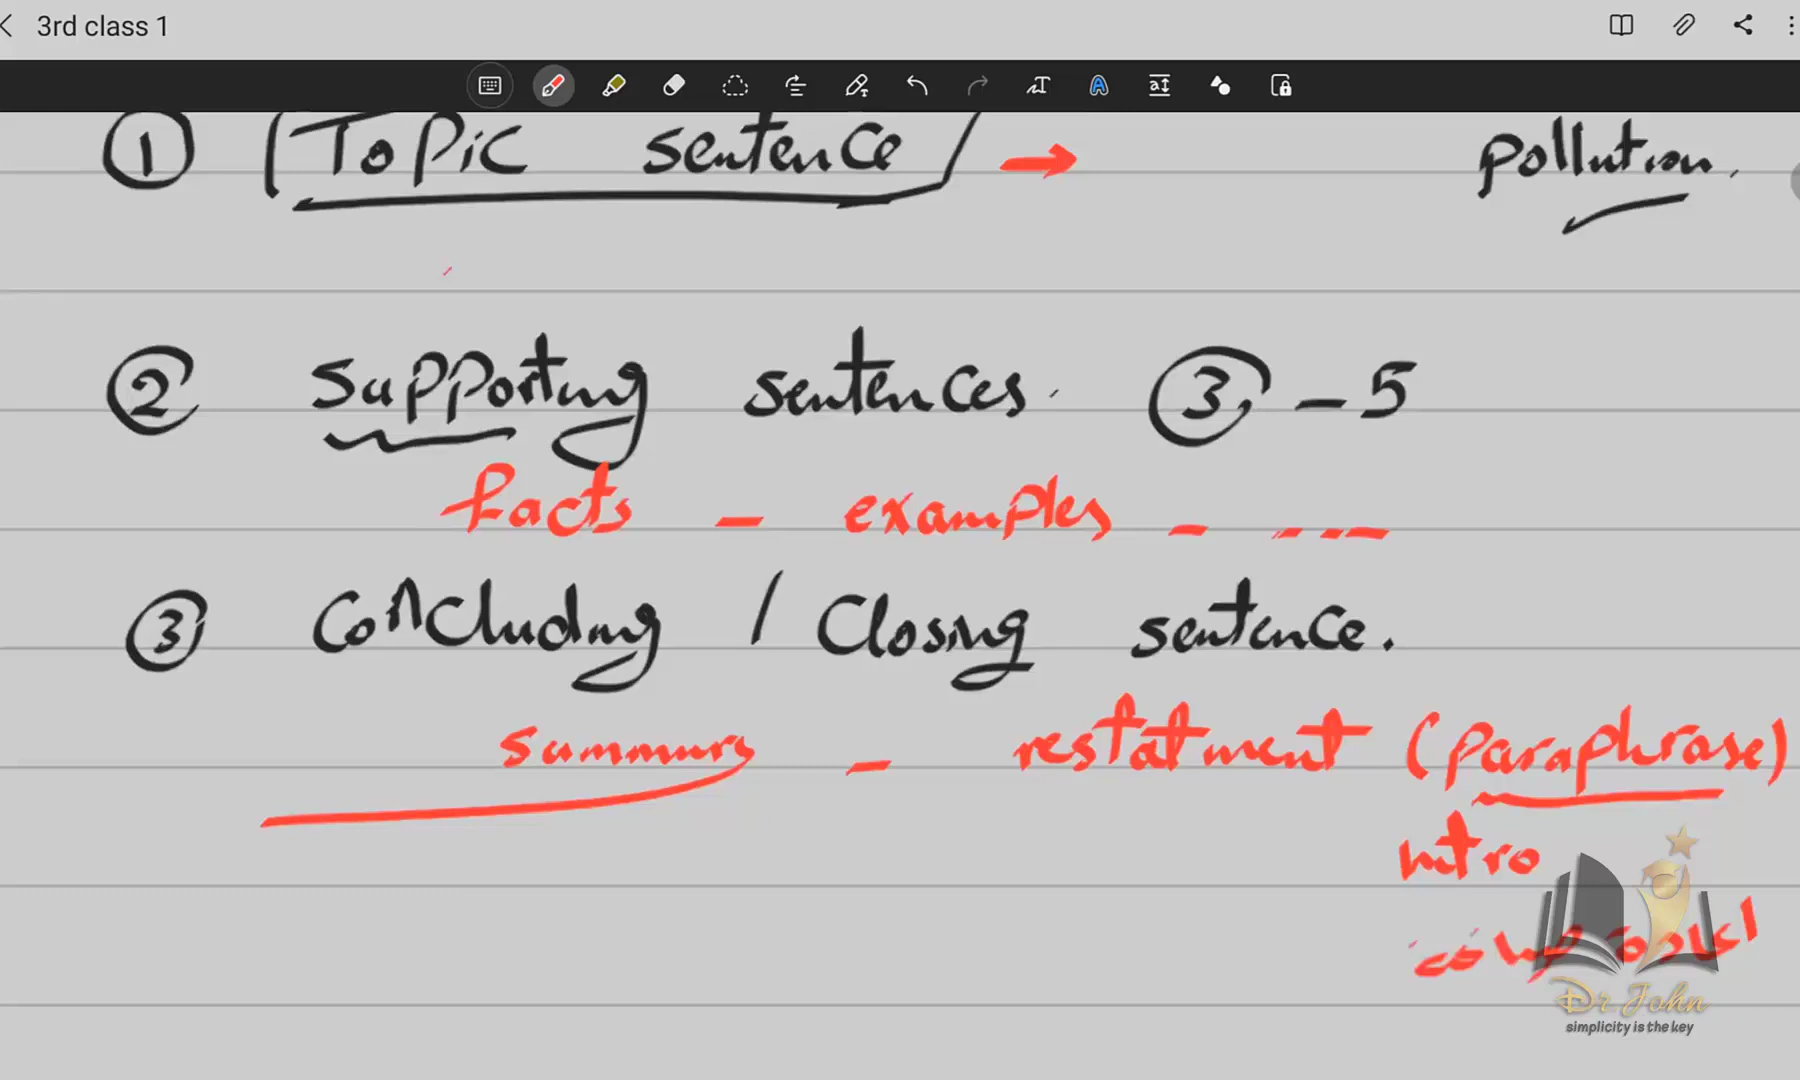 3rd class 1
① Topic sentence → pollution.
② supporting sentences. ③ - 5
facts - examples - ----
③ Concluding / Closing sentence.
summury - restatment (paraphrase)
intro
Dr John
simplicity is the key